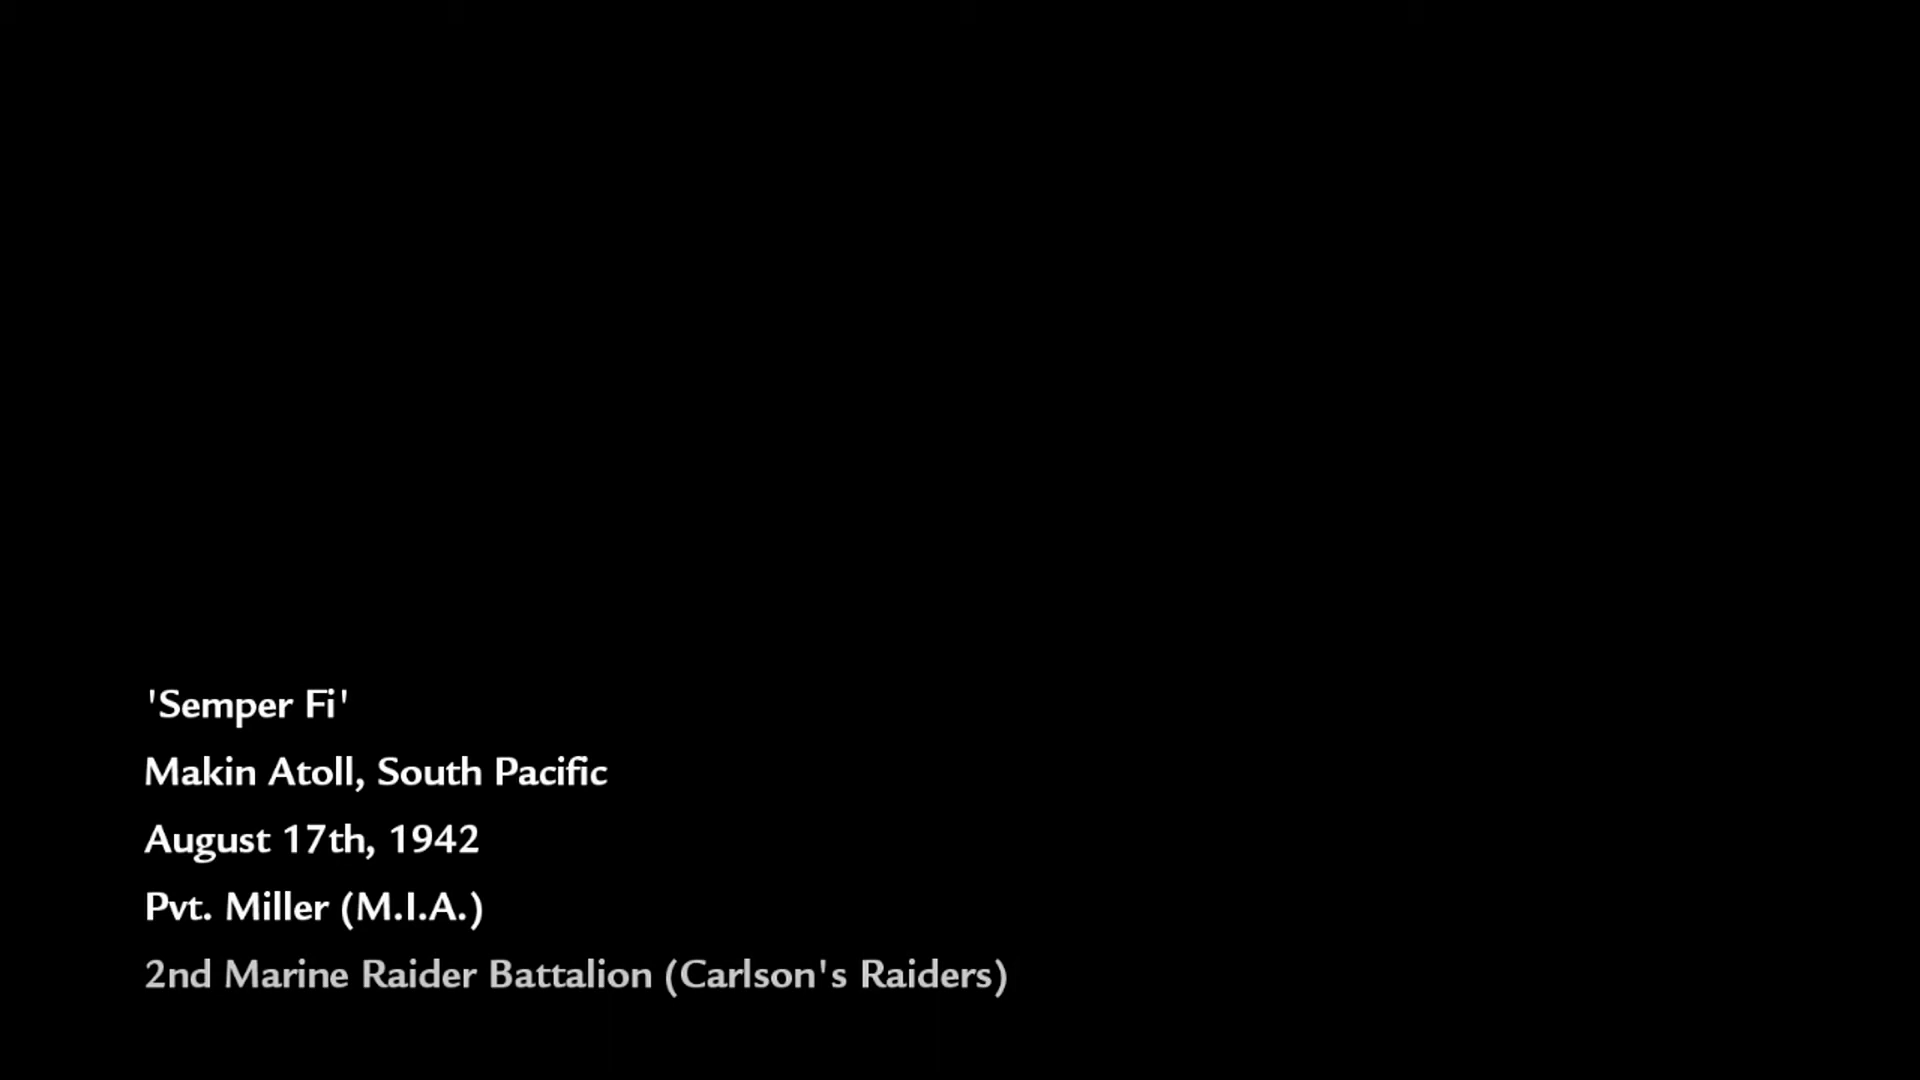 'Semper Fi'
Makin Atoll, South Pacific
August 17th, 1942
Pvt. Miller (M.I.A.)
2nd Marine Raider Battalion (Carlson's Raiders)